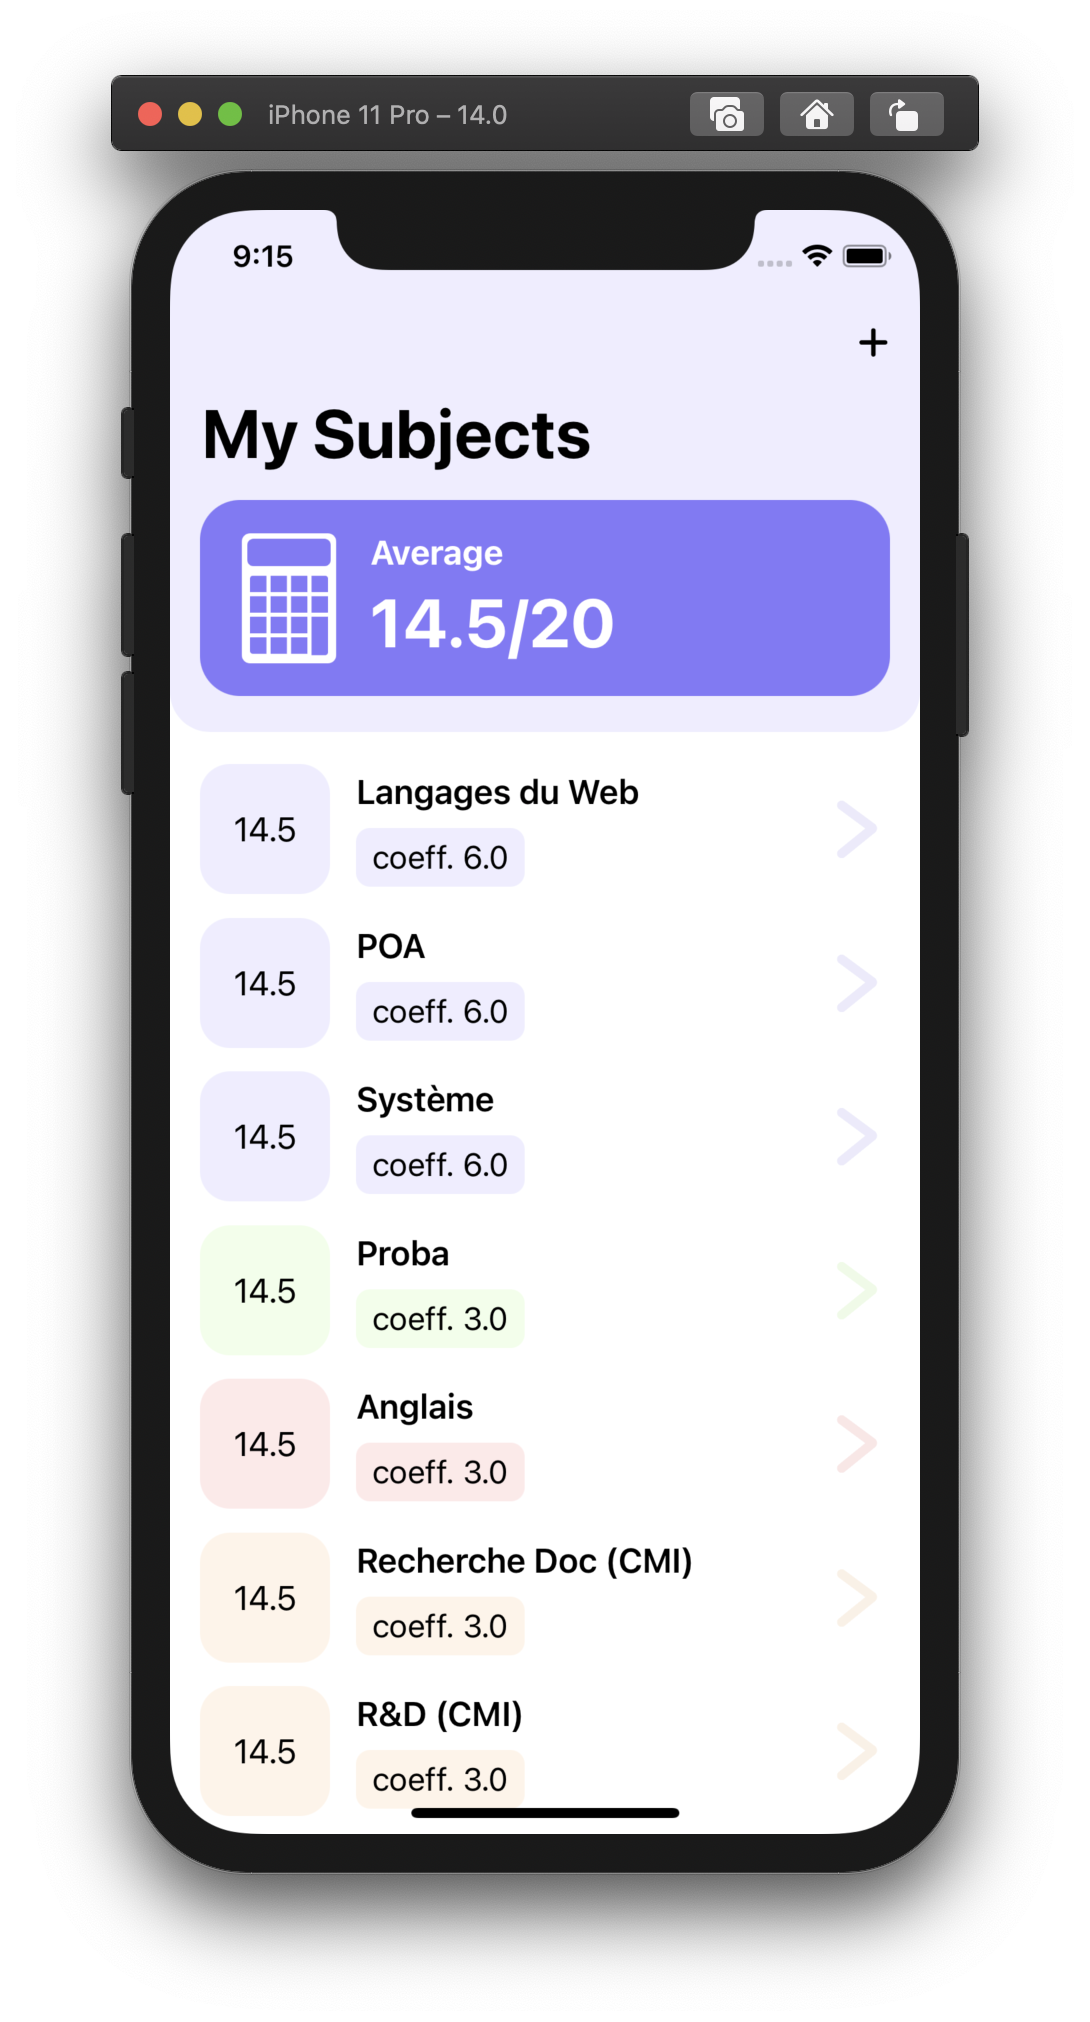 iPhone 11 Pro – 14.0
9:15
+
My Subjects
Average
14.5/20
Langages du Web
14.5
coeff. 6.0
POA
14.5
coeff. 6.0
Système
14.5
coeff. 6.0
Proba
14.5
coeff. 3.0
Anglais
14.5
coeff. 3.0
Recherche Doc (CMI)
14.5
coeff. 3.0
R&D (CMI)
14.5
coeff. 3.0